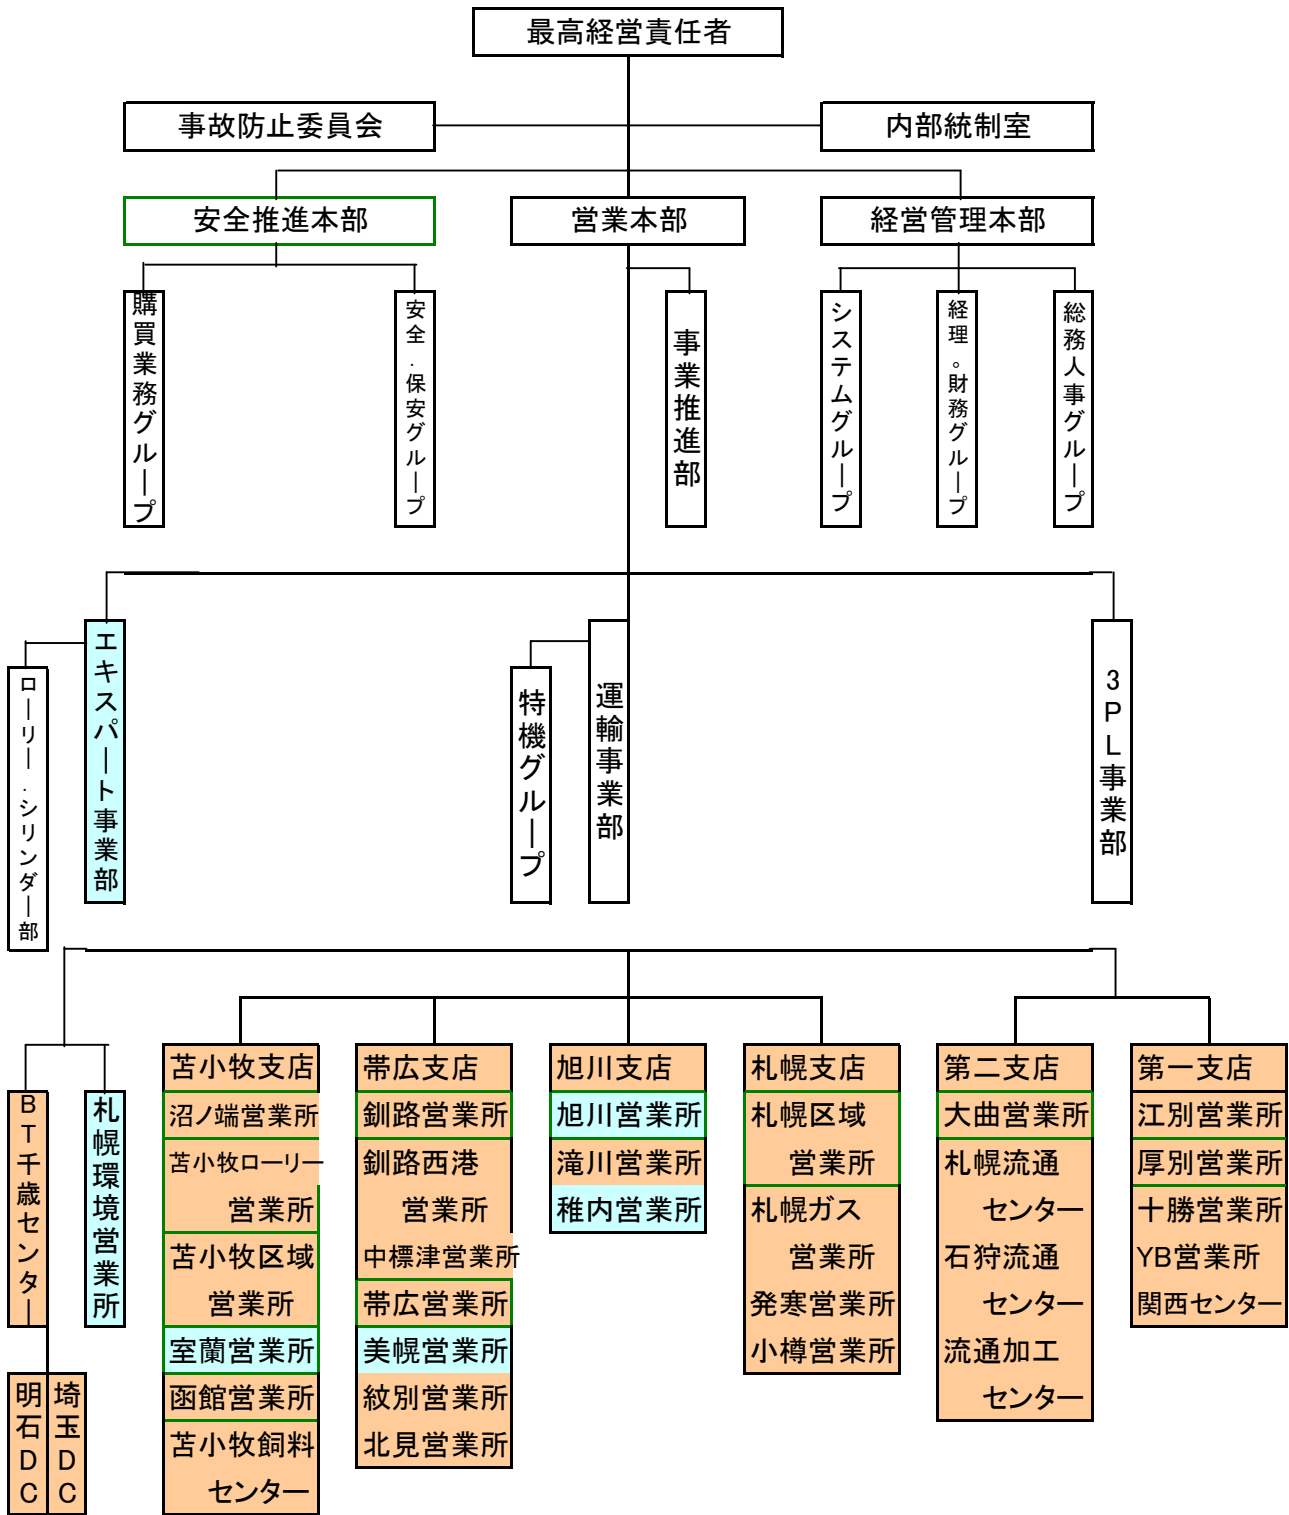 最高経営責任者
事故防止委員会
内部統制室
安全推進本部
営業本部
経営管理本部
購買業務グループ
安全.保安グループ
事業推進部
システムグループ
経理。財務グループ
総務人事グループ
ローリー.シリンダー部
エキスパート事業部
特機グループ
運輸事業部
3PL事業部
BT千歳センター
札幌環境営業所
明石DC
埼玉DC
苫小牧支店
沼ノ端営業所
苫小牧ローリー
営業所
苫小牧区域
営業所
室蘭営業所
函館営業所
苫小牧飼料
センター
帯広支店
釧路営業所
釧路西港
営業所
中標津営業所
帯広営業所
美幌営業所
紋別営業所
北見営業所
旭川支店
旭川営業所
滝川営業所
稚内営業所
札幌支店
札幌区域
営業所
札幌ガス
営業所
発寒営業所
小樽営業所
第二支店
大曲営業所
札幌流通
センター
石狩流通
センター
流通加工
センター
第一支店
江別営業所
厚別営業所
十勝営業所
YB営業所
関西センター